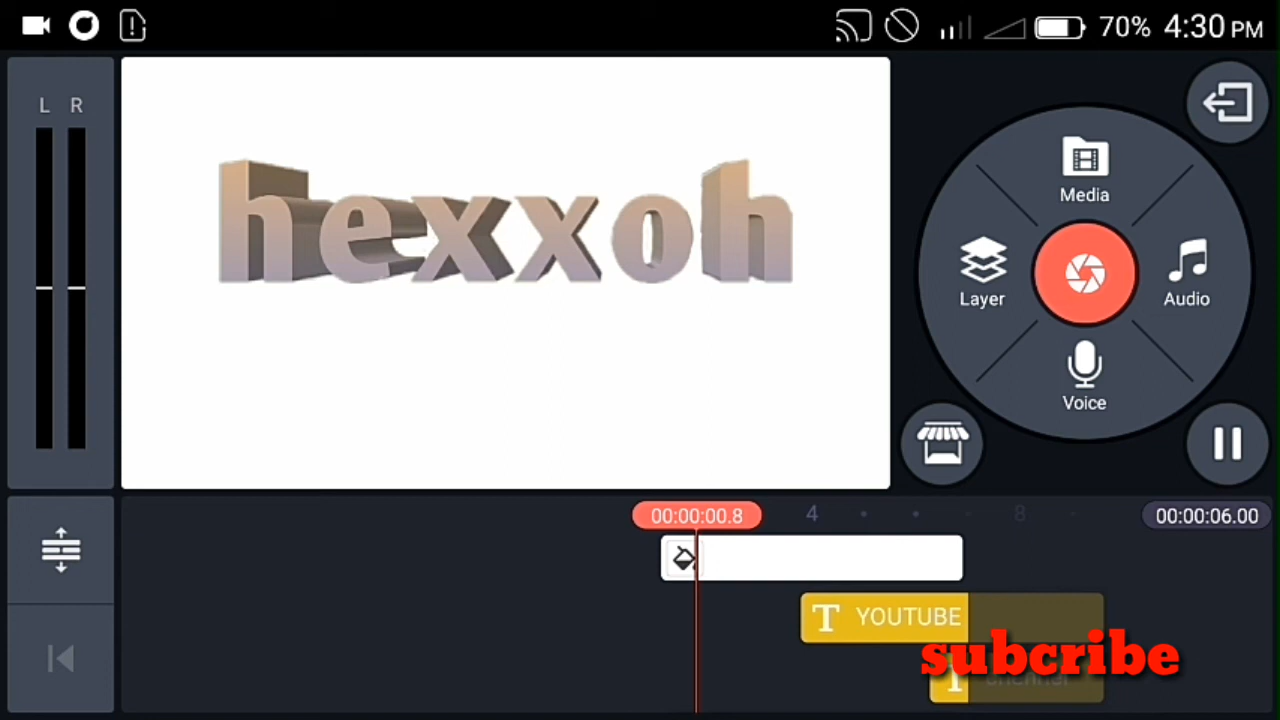 70% 4:30 PM
L R
hexxoh
Media
Layer
Audio
Voice
00:00:00.8
4
8
00:00:06.00
T YOUTUBE
subcribe
T channel